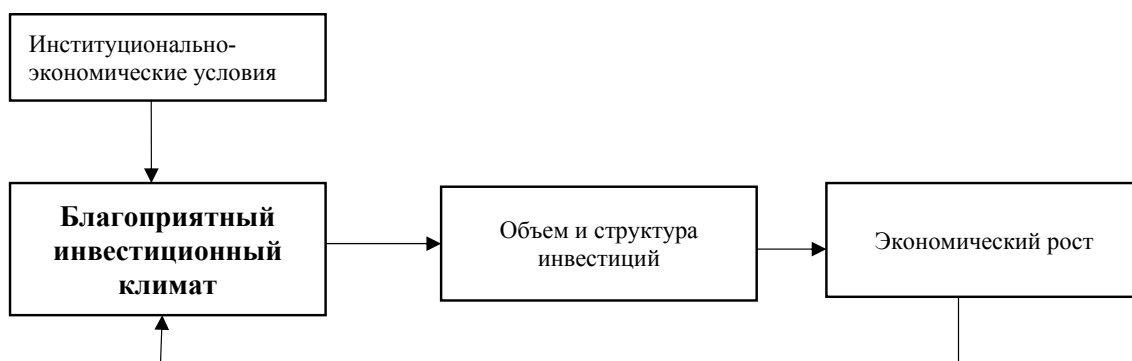 Институционально-
экономические условия
Благоприятный
инвестиционный
климат
Объем и структура
инвестиций
Экономический рост